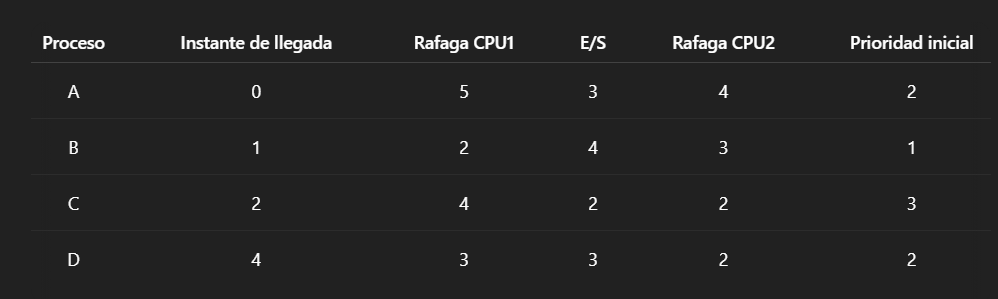 Proceso Instante de llegada Rafaga CPU1 E/S Rafaga CPU2 Prioridad inicial
A 0 5 3 4 2
B 1 2 4 3 1
C 2 4 2 2 3
D 4 3 3 2 2